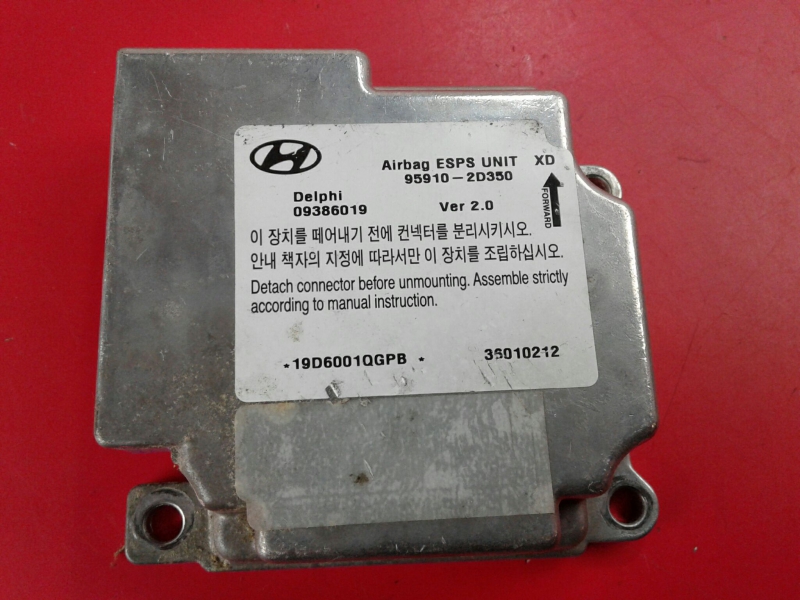 Airbag ESPS UNIT XD
95910-2D350
Delphi
09386019 Ver 2.0
FORWARD
이 장치를 떼어내기 전에 컨넥터를 분리시키시오.
안내 책자의 지정에 따라서만 이 장치를 조립하십시오.
Detach connector before unmounting. Assemble strictly
according to manual instruction.
*19D6001QGPB * 36010212